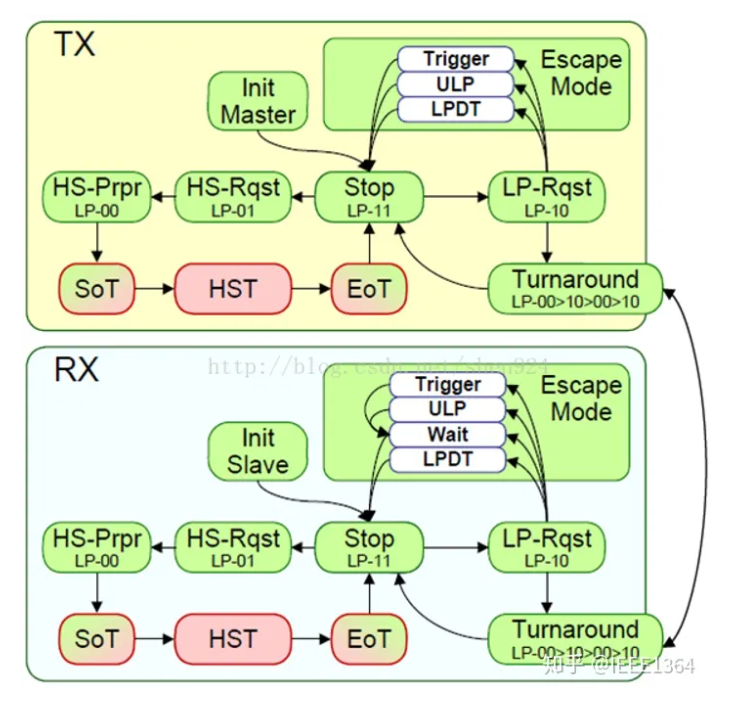 TX
Trigger
ULP
LPDT
Escape
Mode
Init
Master
HS-Prpr
LP-00
HS-Rqst
LP-01
Stop
LP-11
LP-Rqst
LP-10
SoT
HST
EoT
Turnaround
LP-00>10>00>10
RX
Trigger
ULP
Wait
LPDT
Escape
Mode
Init
Slave
HS-Prpr
LP-00
HS-Rqst
LP-01
Stop
LP-11
LP-Rqst
LP-10
SoT
HST
EoT
Turnaround
LP-00>10>00>10
知乎 @IEEE1364